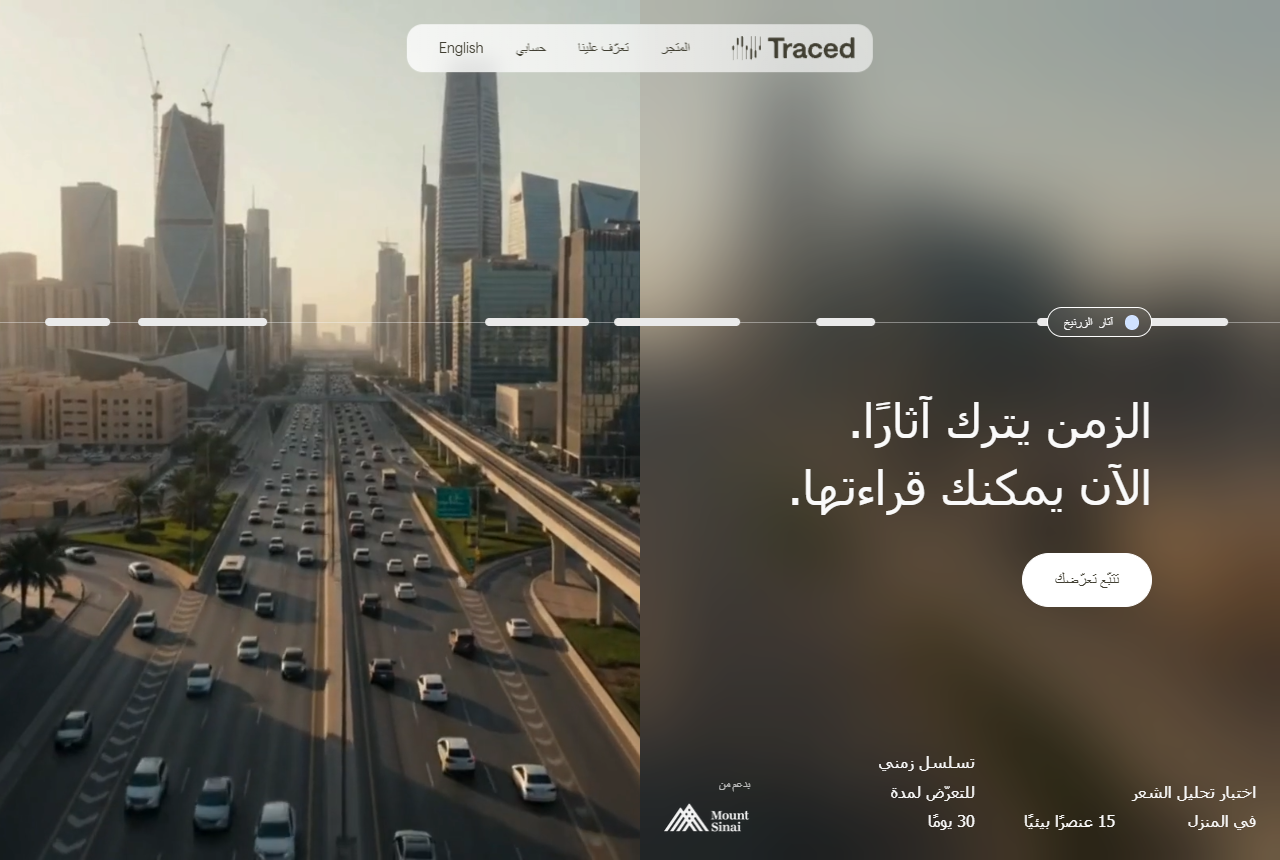 Traced
المتجر
تعرّف علينا
حسابي
English
آثار الزرنيخ
الزمن يترك آثارًا.
الآن يمكنك قراءتها.
تتبّع تعرّضك
اختبار تحليل الشعر
في المنزل
15 عنصرًا بيئيًا
تسلسل زمني
للتعرّض لمدة
30 يومًا
بدعم من
Mount
Sinai